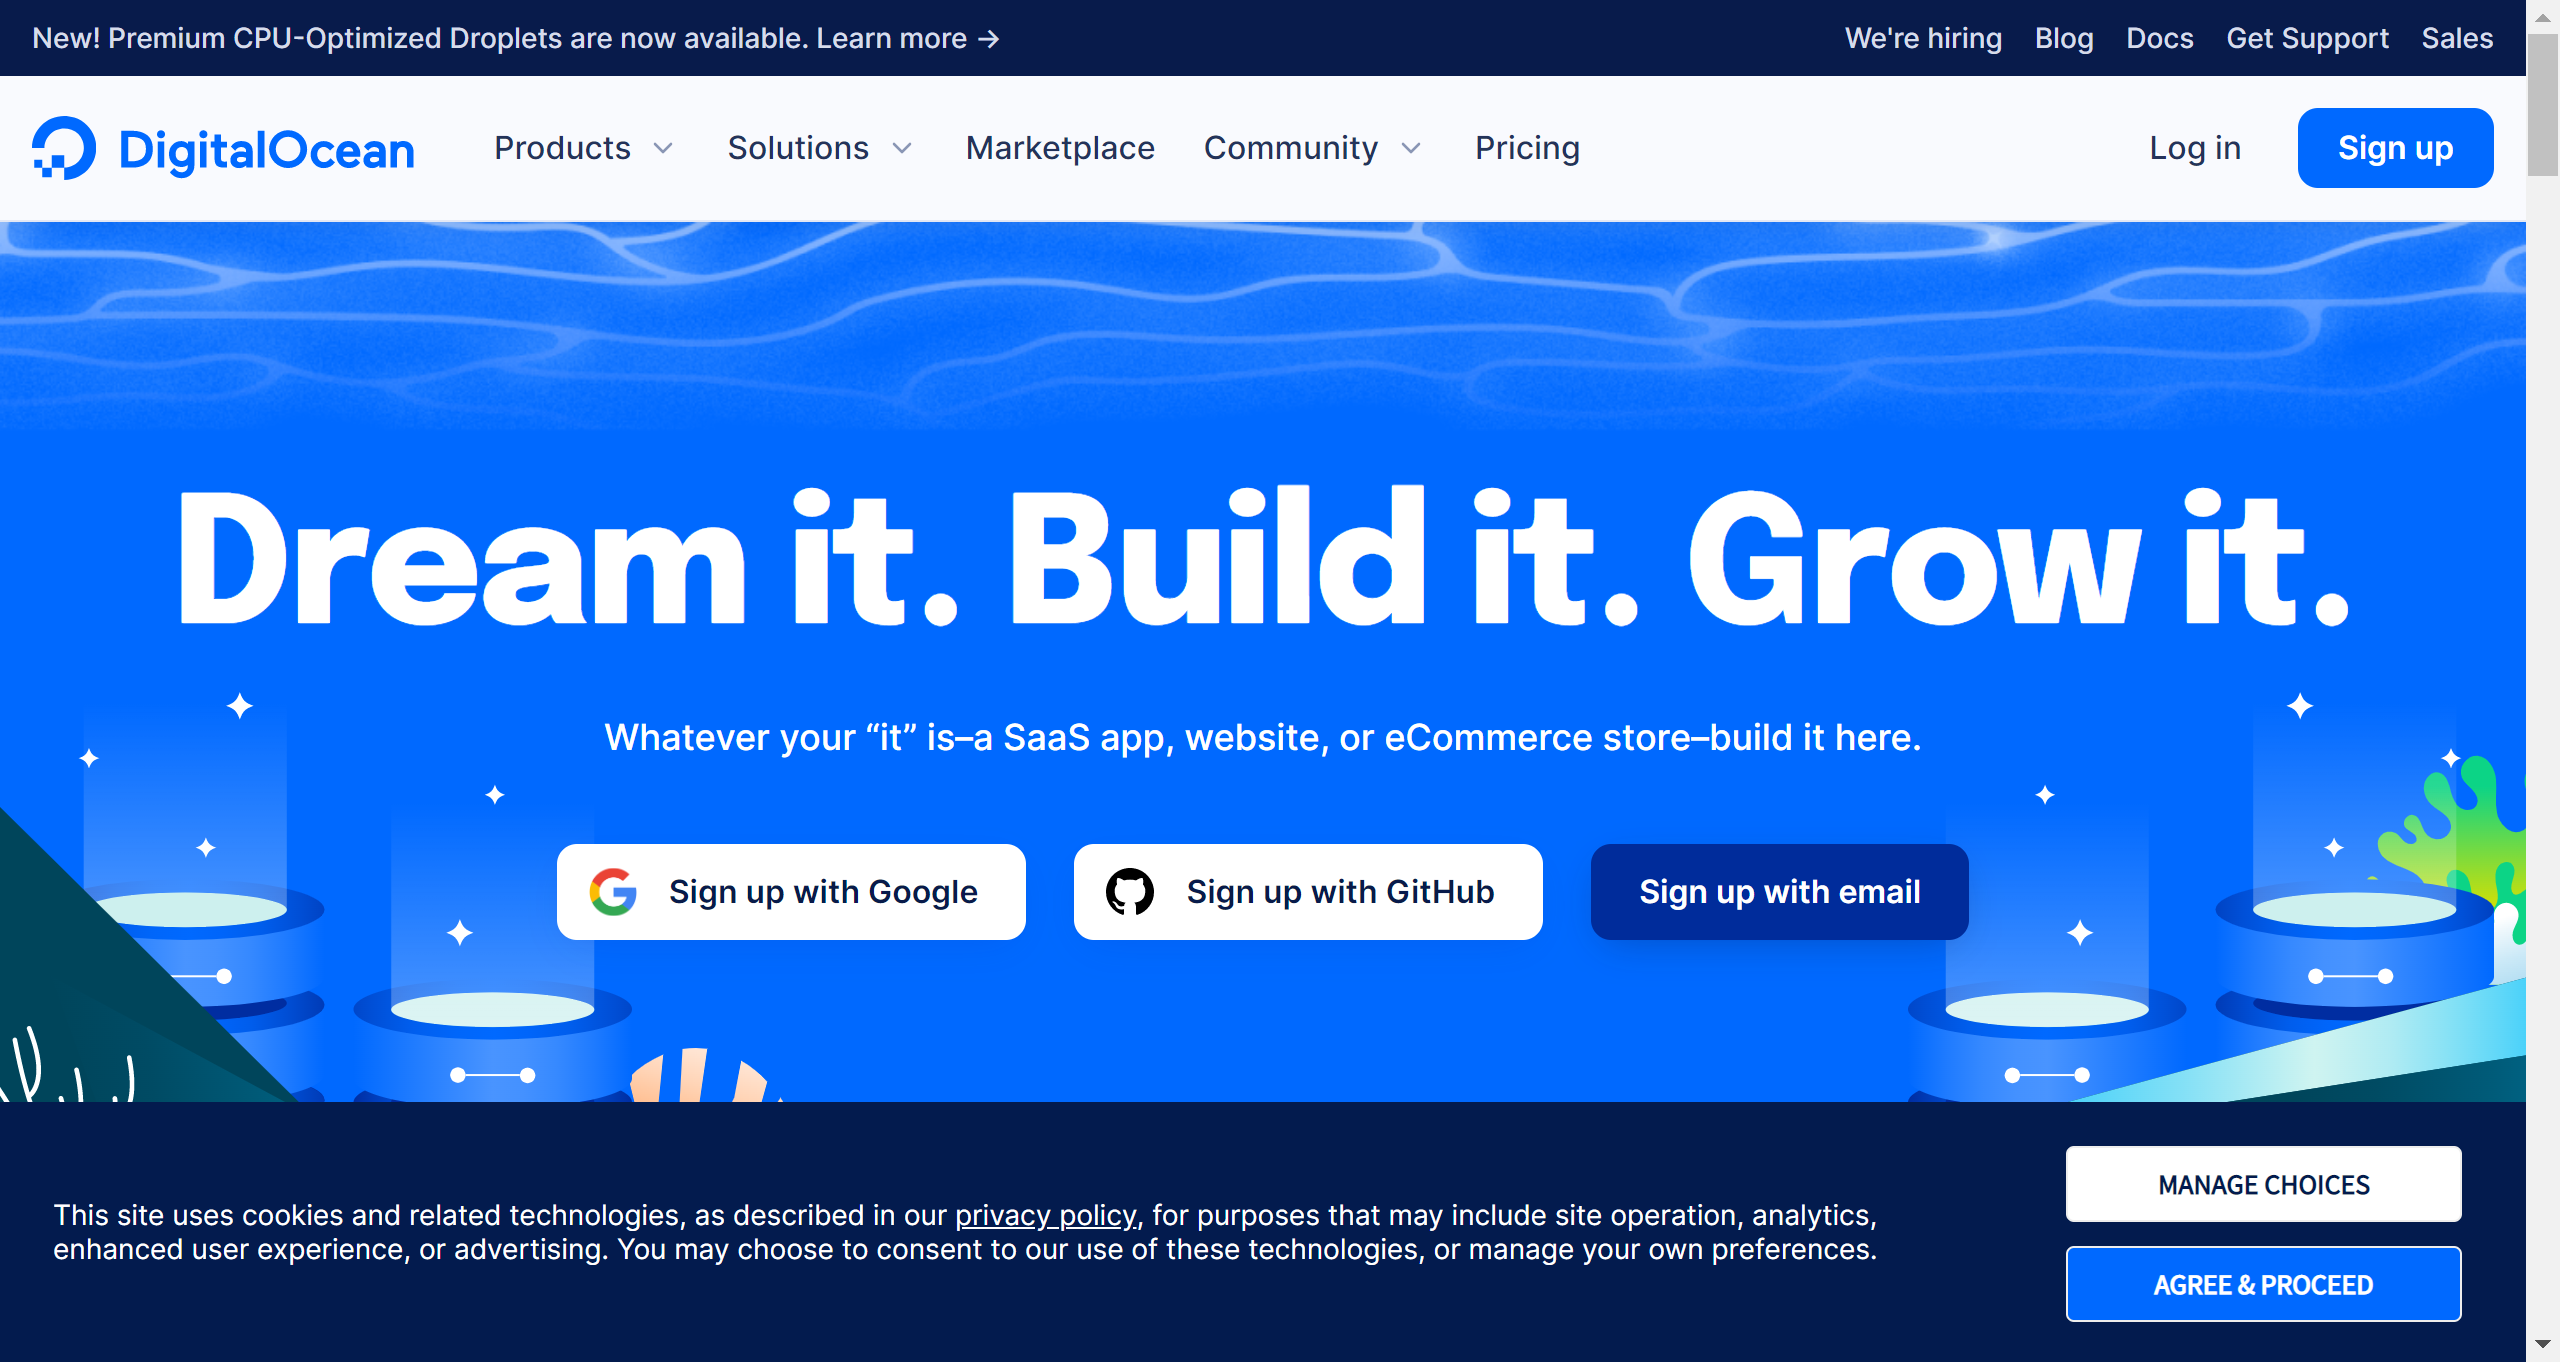 New! Premium CPU-Optimized Droplets are now available. Learn more →
We're hiring Blog Docs Get Support Sales
DigitalOcean Products Solutions Marketplace Community Pricing Log in Sign up
Dream it. Build it. Grow it.
Whatever your “it” is–a SaaS app, website, or eCommerce store–build it here.
Sign up with Google Sign up with GitHub Sign up with email
This site uses cookies and related technologies, as described in our privacy policy, for purposes that may include site operation, analytics,
enhanced user experience, or advertising. You may choose to consent to our use of these technologies, or manage your own preferences.
MANAGE CHOICES
AGREE & PROCEED